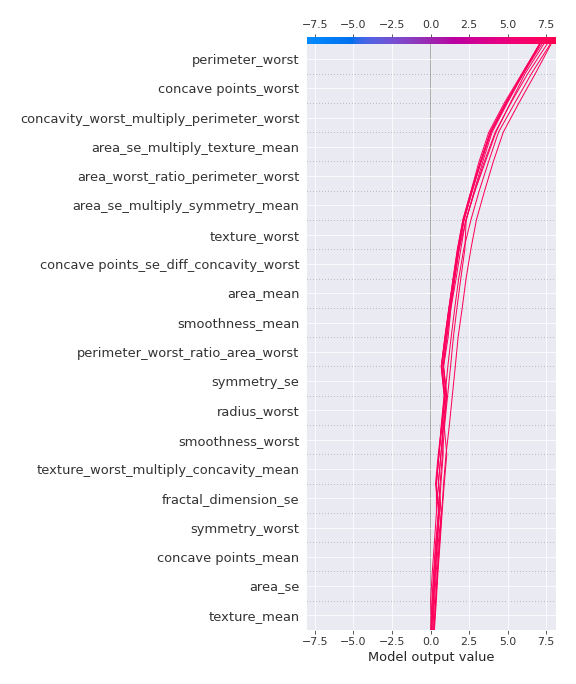 −7.5 −5.0 −2.5 0.0 2.5 5.0 7.5
perimeter_worst
concave points_worst
concavity_worst_multiply_perimeter_worst
area_se_multiply_texture_mean
area_worst_ratio_perimeter_worst
area_se_multiply_symmetry_mean
texture_worst
concave points_se_diff_concavity_worst
area_mean
smoothness_mean
perimeter_worst_ratio_area_worst
symmetry_se
radius_worst
smoothness_worst
texture_worst_multiply_concavity_mean
fractal_dimension_se
symmetry_worst
concave points_mean
area_se
texture_mean
−7.5 −5.0 −2.5 0.0 2.5 5.0 7.5
Model output value